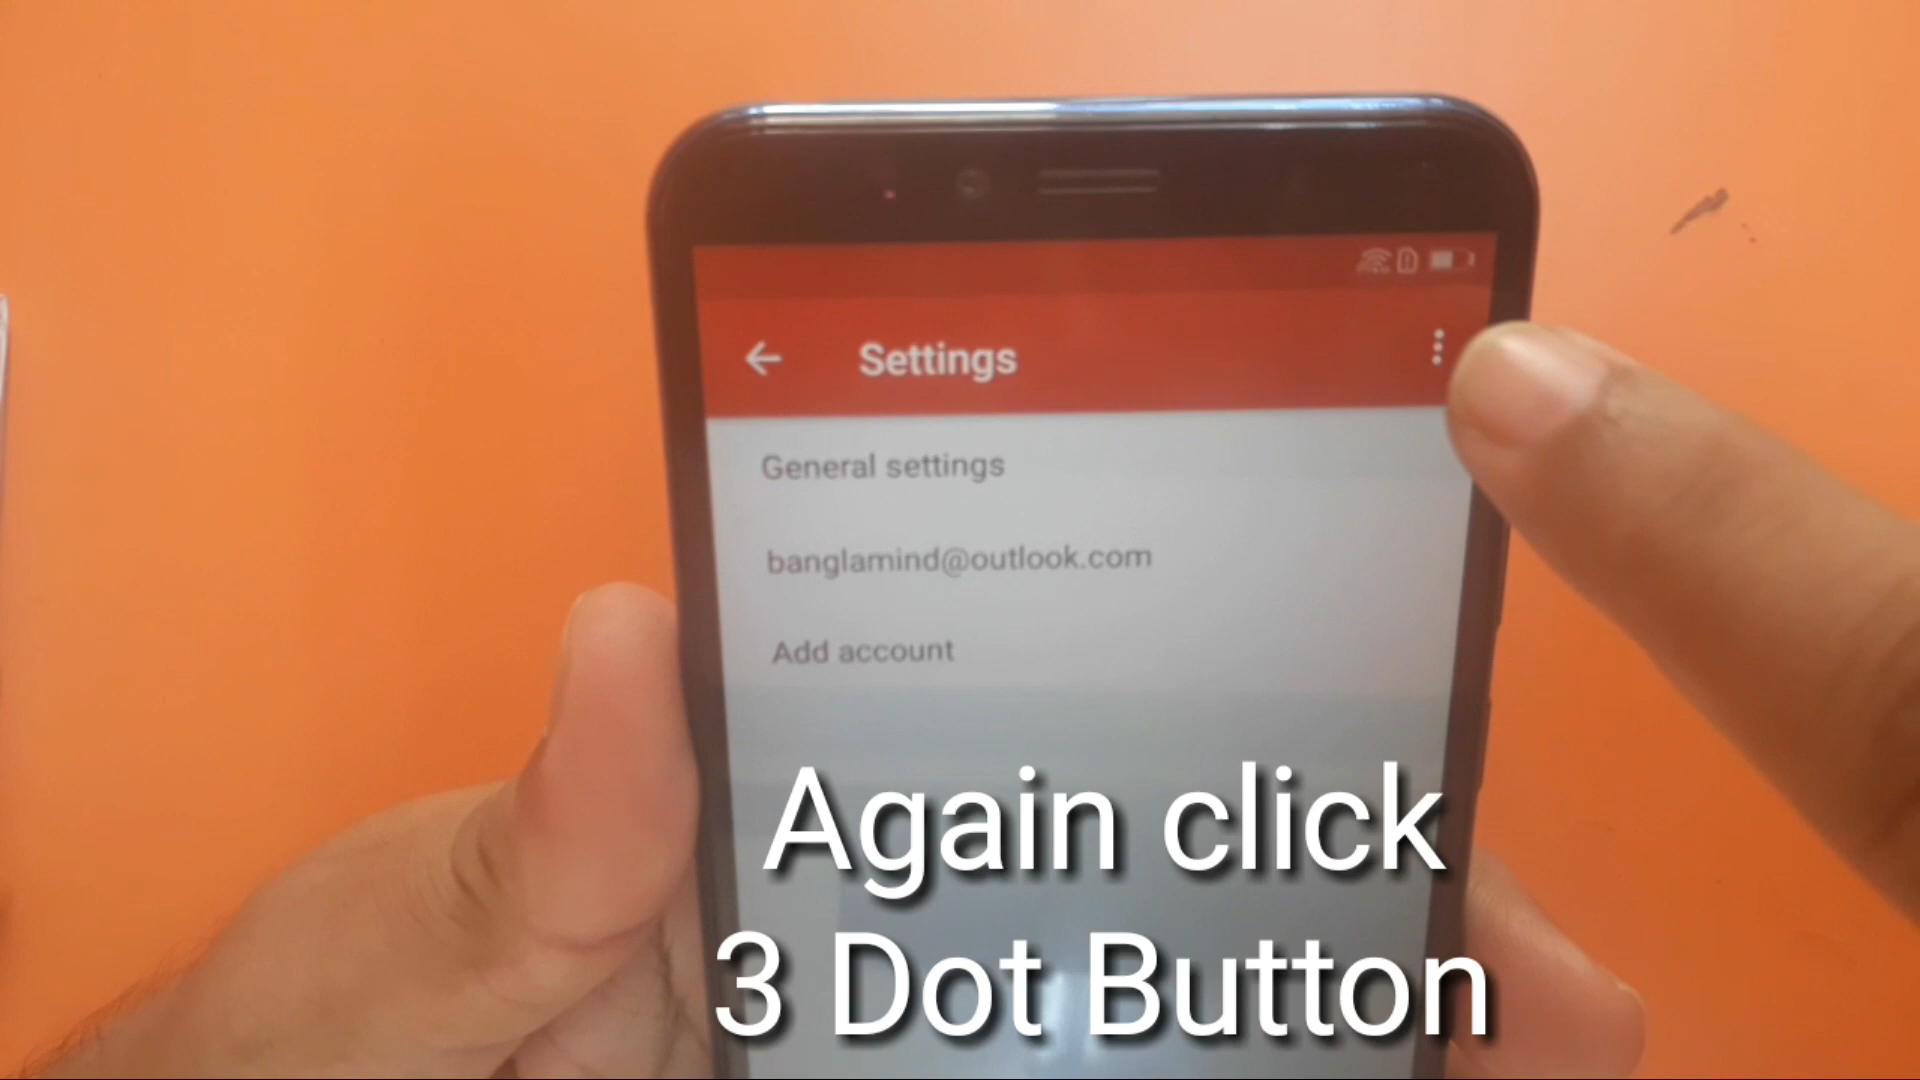 Settings
General settings
banglamind@outlook.com
Add account
Again click
3 Dot Button